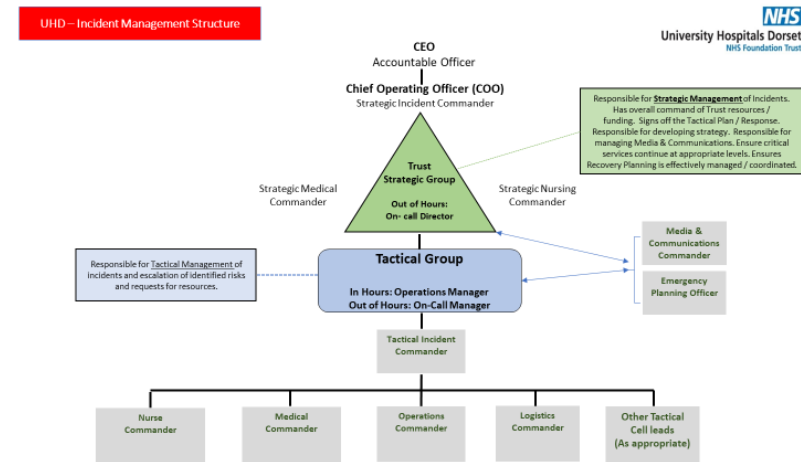 UHD – Incident Management Structure
NHS
University Hospitals Dorset
NHS Foundation Trust
CEO
Accountable Officer
Chief Operating Officer (COO)
Strategic Incident Commander
Responsible for Strategic Management of Incidents.
Has overall command of Trust resources /
funding. Signs off the Tactical Plan / Response.
Responsible for developing strategy. Responsible for
managing Media & Communications. Ensure critical
services continue at appropriate levels. Ensures
Recovery Planning is effectively managed / coordinated.
Trust
Strategic Group
Out of Hours:
On- call Director
Strategic Medical
Commander
Strategic Nursing
Commander
Media &
Communications
Commander
Emergency
Planning Officer
Responsible for Tactical Management of
incidents and escalation of identified risks
and requests for resources.
Tactical Group
In Hours: Operations Manager
Out of Hours: On-Call Manager
Tactical Incident
Commander
Nurse
Commander
Medical
Commander
Operations
Commander
Logistics
Commander
Other Tactical
Cell leads
(As appropriate)